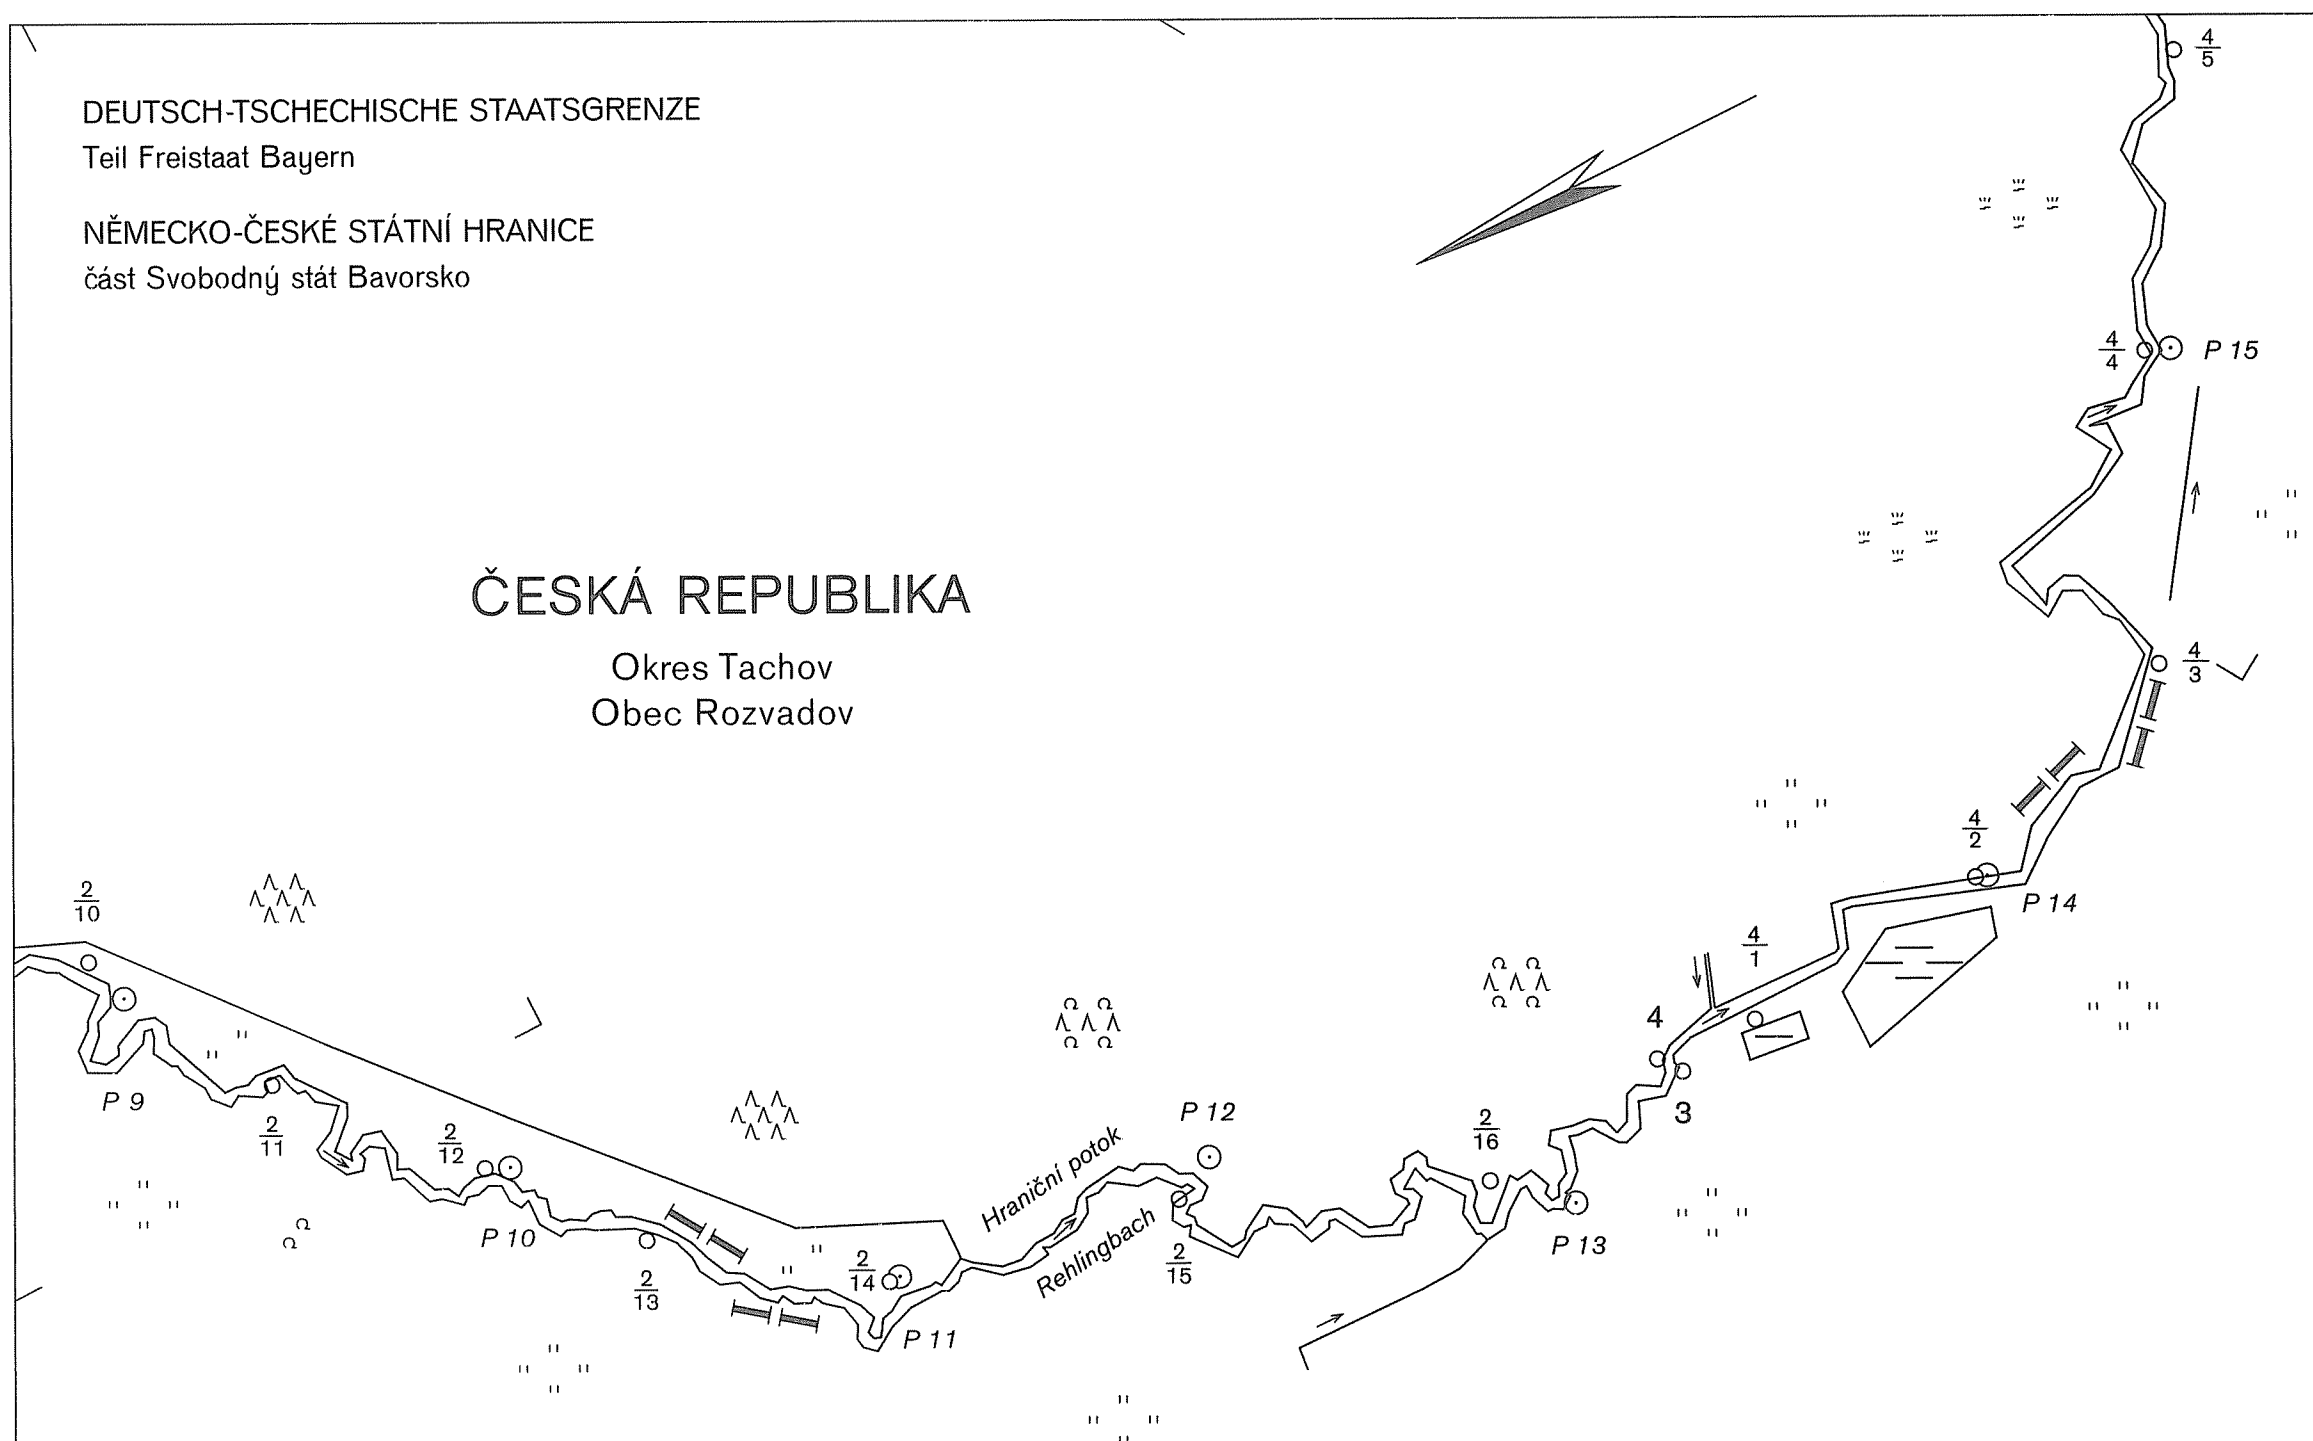 DEUTSCH-TSCHECHISCHE STAATSGRENZE
Teil Freistaat Bayern
NĚMECKO-ČESKÉ STÁTNÍ HRANICE
část Svobodný stát Bavorsko
4
5
4
4
P 15
ČESKÁ REPUBLIKA
Okres Tachov
Obec Rozvadov
4
3
4
2
P 14
4
1
4
3
2
10
P 9
2
11
2
12
P 10
2
13
2
14
P 11
Hraniční potok
Rehlingbach
P 12
2
15
2
16
P 13